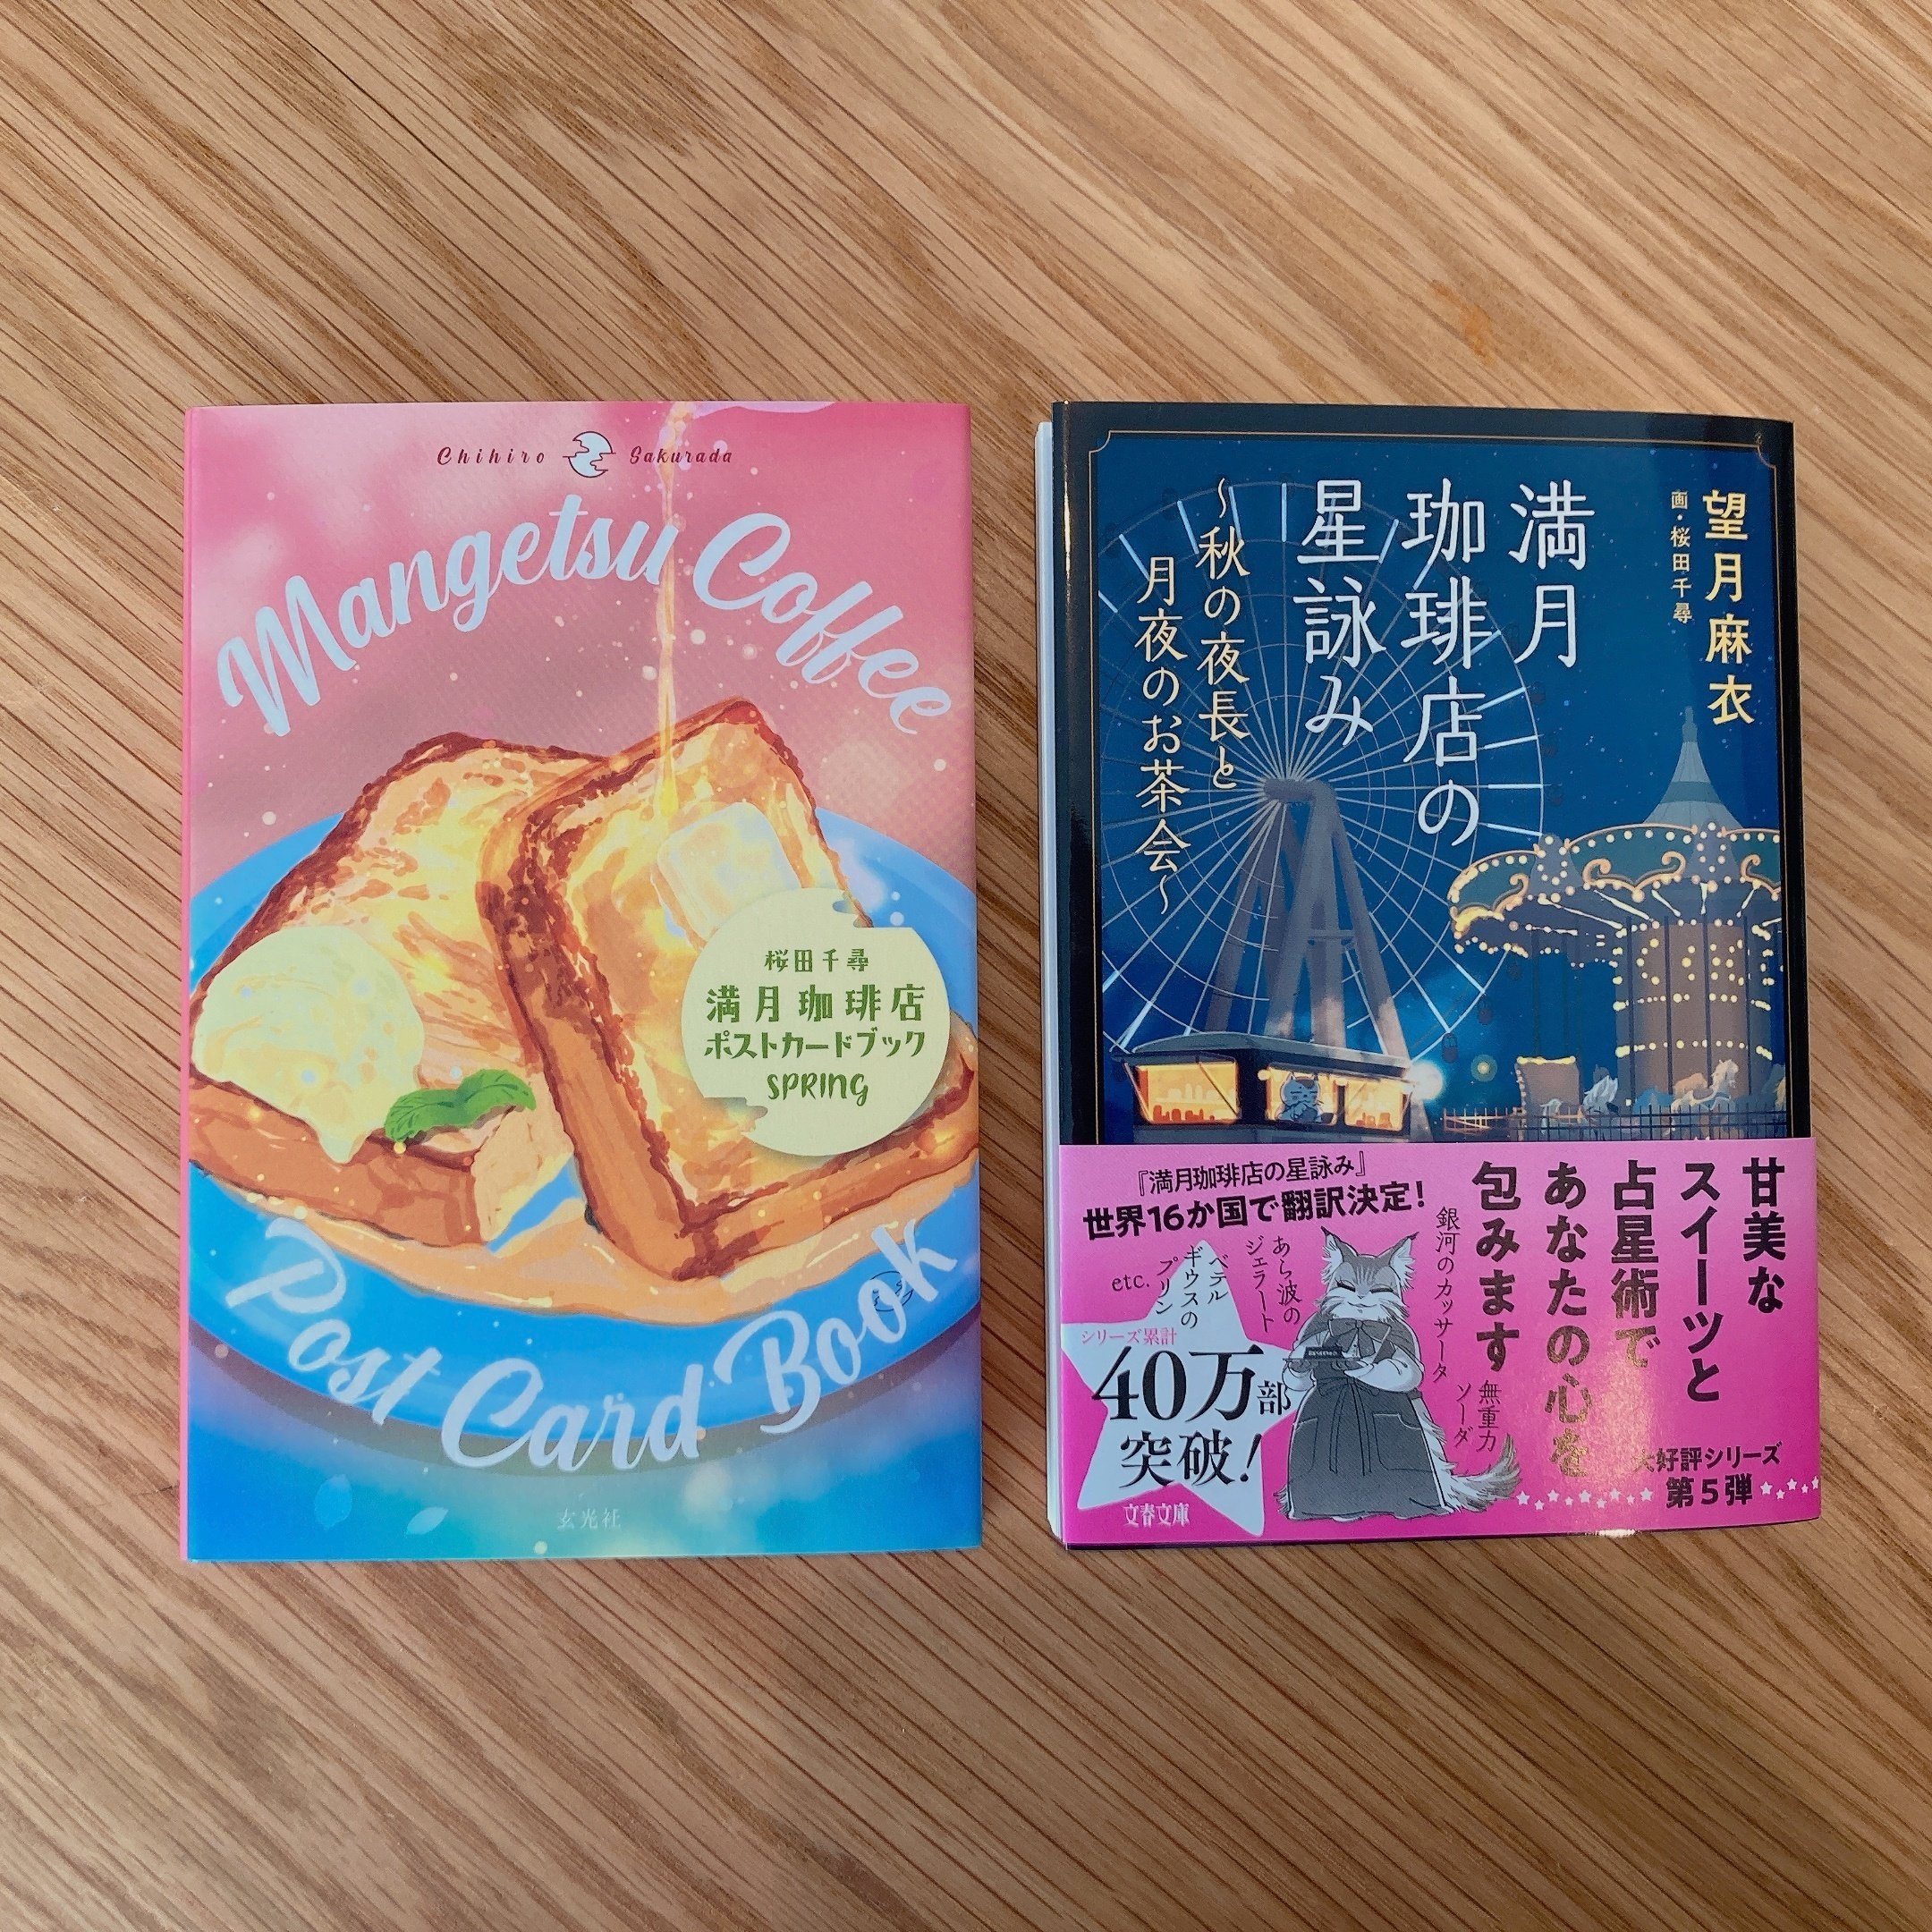 Chihiro Sakurada
Mangetsu Coffee
桜田千尋
満月珈琲店
ポストカードブック
SPRING
Post Card Book
玄光社
望月麻衣
画・桜田千尋
満月
珈琲店の
星詠み
～秋の夜長と
月夜のお茶会～
甘美な
スイーツと
占星術で
あなたの心を
包みます
『満月珈琲店の星詠み』
世界16か国で翻訳決定!
銀河のカッサータ
無重力
ソーダ
あら波の
ジェラート
ベテル
ギウスの
プリン
etc.
シリーズ累計
40万部
突破!
大好評シリーズ
第5弾
文春文庫